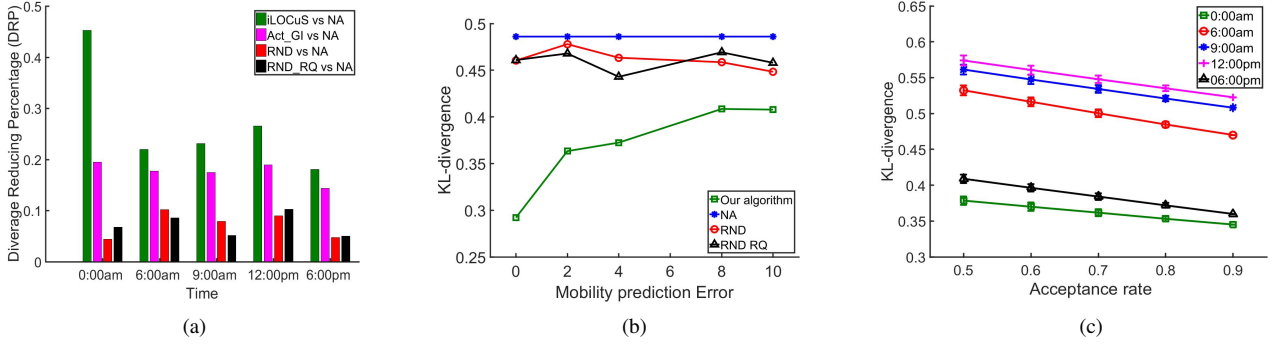 Diverage Reducing Percentage (DRP)
0.5
0.4
0.3
0.2
0.1
0
iLOCuS vs NA
Act_GI vs NA
RND vs NA
RND_RQ vs NA
0:00am 6:00am 9:00am 12:00pm 6:00pm
Time
(a)
KL-divergence
0.5
0.45
0.4
0.35
0.3
0.25
Our algorithm
NA
RND
RND RQ
0 2 4 6 8 10
Mobility prediction Error
(b)
KL-divergence
0.65
0.6
0.55
0.5
0.45
0.4
0.35
0.3
0:00am
6:00am
9:00am
12:00pm
06:00pm
0.5 0.6 0.7 0.8 0.9
Acceptance rate
(c)